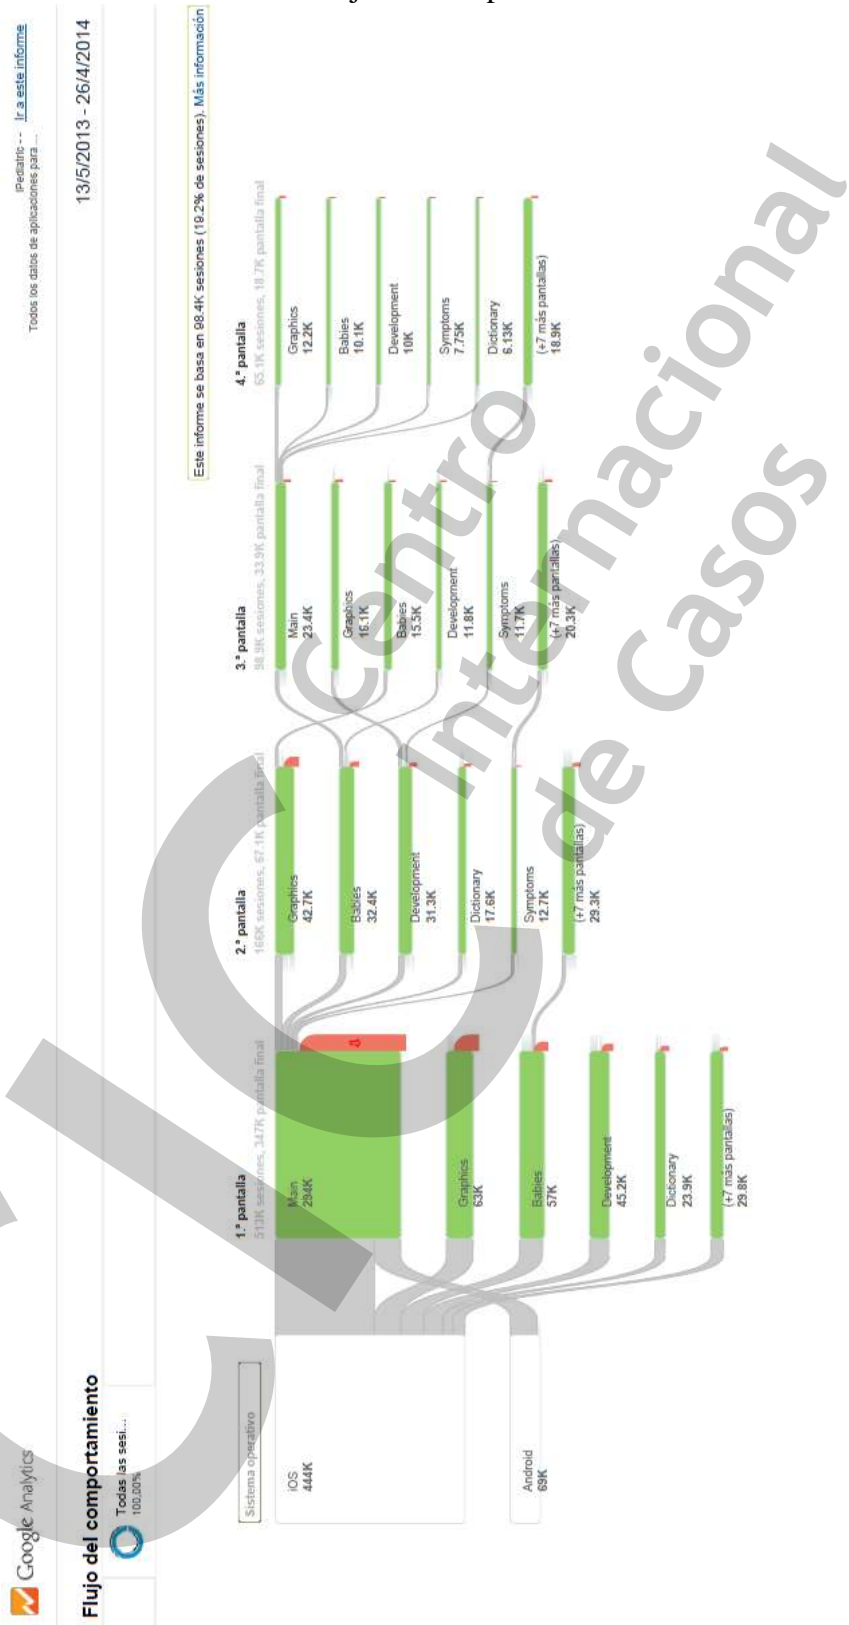 Google Analytics
iPediatric - - Ir a este informe
Todos los datos de aplicaciones para ...
Flujo del comportamiento
13/5/2013 - 26/4/2014
Todas las sesi...
100,00%
Este informe se basa en 98.4K sesiones (19.2% de sesiones). Más información
Sistema operativo
iOS
444K
Android
69K
1.ª pantalla
513K sesiones, 347K pantalla final
Main
294K
Graphics
63K
Babies
57K
Development
45.2K
Dictionary
23.9K
(+7 más pantallas)
29.8K
2.ª pantalla
166K sesiones, 67.1K pantalla final
Graphics
42.7K
Babies
32.4K
Development
31.3K
Dictionary
17.6K
Symptoms
12.7K
(+7 más pantallas)
29.3K
3.ª pantalla
98.9K sesiones, 33.9K pantalla final
Main
23.4K
Graphics
16.1K
Babies
15.5K
Development
11.8K
Symptoms
11.7K
(+7 más pantallas)
20.3K
4.ª pantalla
65.1K sesiones, 18.7K pantalla final
Graphics
12.2K
Babies
10.1K
Development
10K
Symptoms
7.75K
Dictionary
6.13K
(+7 más pantallas)
18.9K
CIC
Centro
Internacional
de Casos